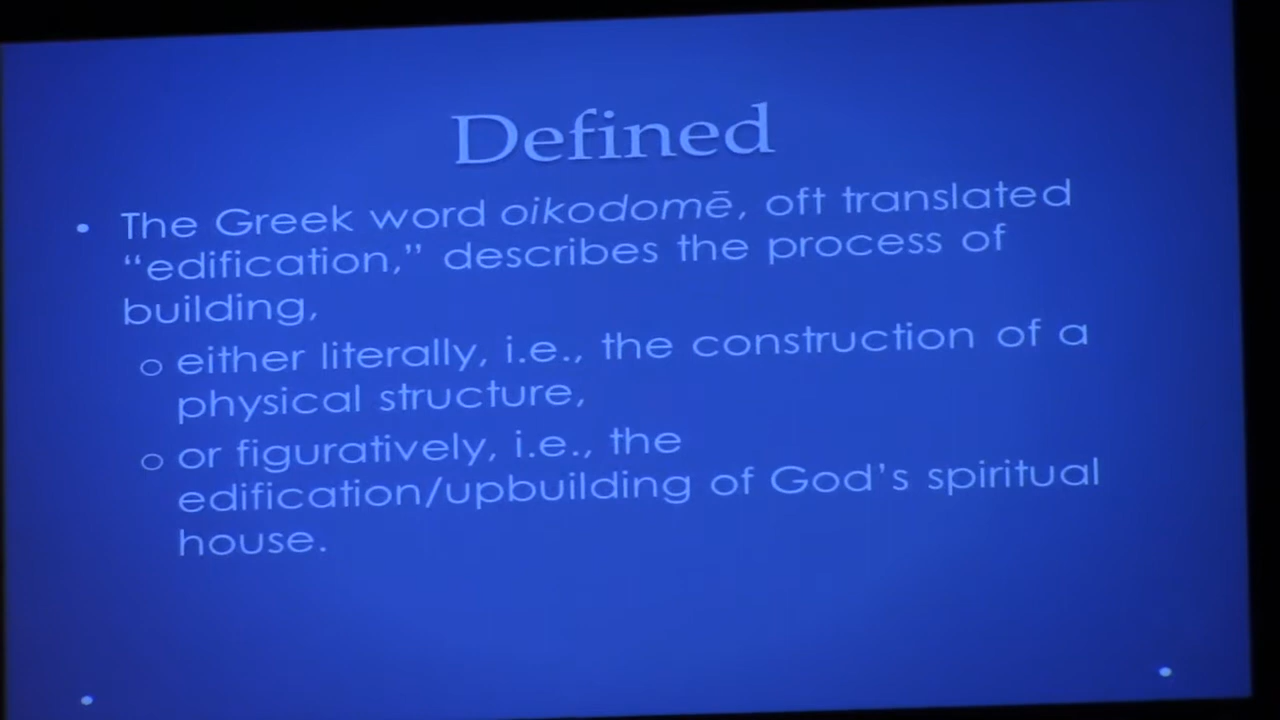 Defined
• The Greek word oikodomē, oft translated
“edification,” describes the process of
building,
o either literally, i.e., the construction of a
physical structure,
o or figuratively, i.e., the
edification/upbuilding of God’s spiritual
house.